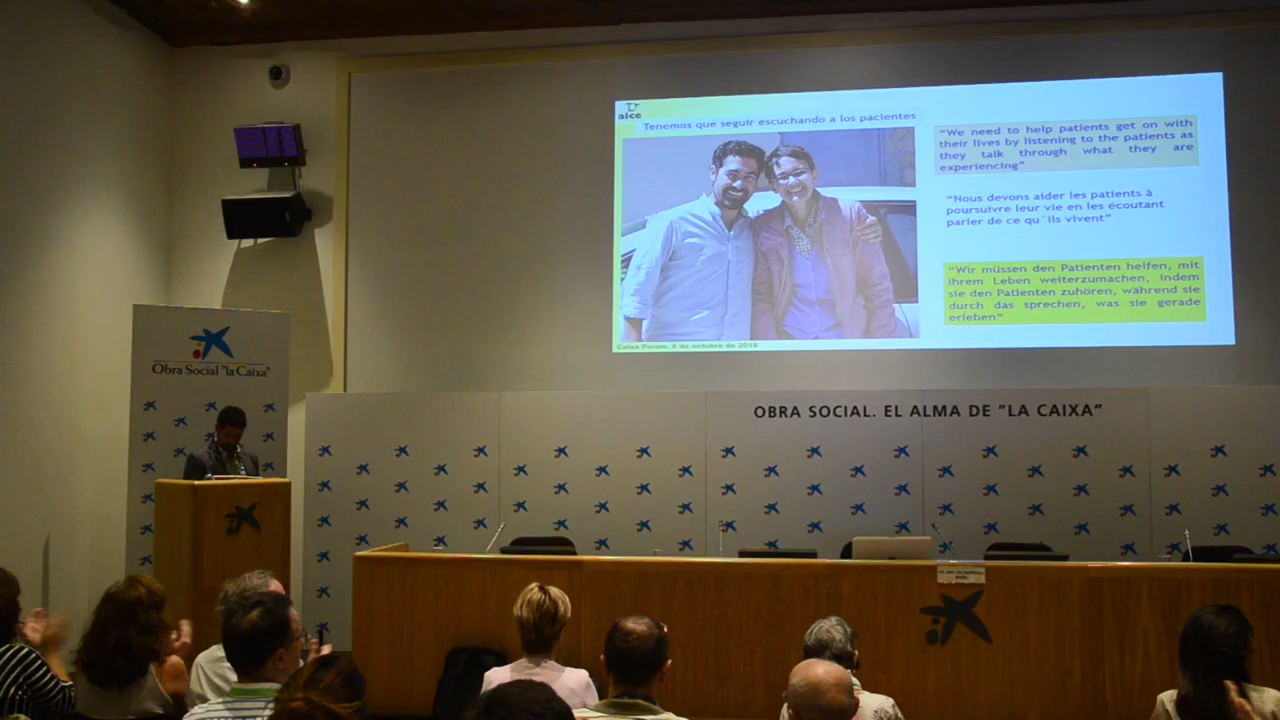 alce
Tenemos que seguir escuchando a los pacientes
"We need to help patients get on with
their lives by listening to the patients as
they talk through what they are
experiencing"
"Nous devons aider les patients à
poursuivre leur vie en les écoutant
parler de ce qu´ils vivent"
"Wir müssen den Patienten helfen, mit
ihrem Leben weiterzumachen, indem
sie den Patienten zuhören, während sie
durch das sprechen, was sie gerade
erleben"
Caixa Forum. 8 de octubre de 2018
Obra Social "la Caixa"
OBRA SOCIAL. EL ALMA DE "LA CAIXA"